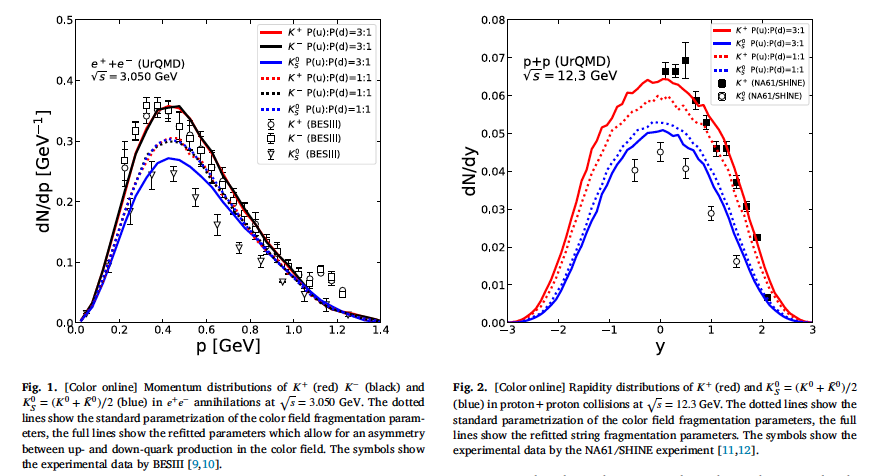 0.5
0.4
0.3
0.2
0.1
0.0
0.0 0.2 0.4 0.6 0.8 1.0 1.2 1.4
dN/dp [GeV⁻¹]
p [GeV]
e⁺+e⁻ (UrQMD)
√s = 3,050 GeV
K⁺ P(u):P(d)=3:1
K⁻ P(u):P(d)=3:1
K⁰_S P(u):P(d)=3:1
K⁺ P(u):P(d)=1:1
K⁻ P(u):P(d)=1:1
K⁰_S P(u):P(d)=1:1
K⁺ (BESIII)
K⁻ (BESIII)
K⁰_S (BESIII)
Fig. 1. [Color online] Momentum distributions of K⁺ (red) K⁻ (black) and
K⁰_S = (K⁰ + K̄⁰)/2 (blue) in e⁺e⁻ annihilations at √s = 3.050 GeV. The dotted
lines show the standard parametrization of the color field fragmentation param-
eters, the full lines show the refitted parameters which allow for an asymmetry
between up- and down-quark production in the color field. The symbols show
the experimental data by BESIII [9,10].
0.08
0.07
0.06
0.05
0.04
0.03
0.02
0.01
0.00
−3 −2 −1 0 1 2 3
dN/dy
y
p+p (UrQMD)
√s = 12,3 GeV
K⁺ P(u):P(d)=3:1
K⁰_S P(u):P(d)=3:1
K⁺ P(u):P(d)=1:1
K⁰_S P(u):P(d)=1:1
K⁺ (NA61/SHINE)
K⁰_S (NA61/SHINE)
Fig. 2. [Color online] Rapidity distributions of K⁺ (red) and K⁰_S = (K⁰ + K̄⁰)/2
(blue) in proton+proton collisions at √s = 12.3 GeV. The dotted lines show the
standard parametrization of the color field fragmentation parameters, the full
lines show the refitted string fragmentation parameters. The symbols show the
experimental data by the NA61/SHINE experiment [11,12].